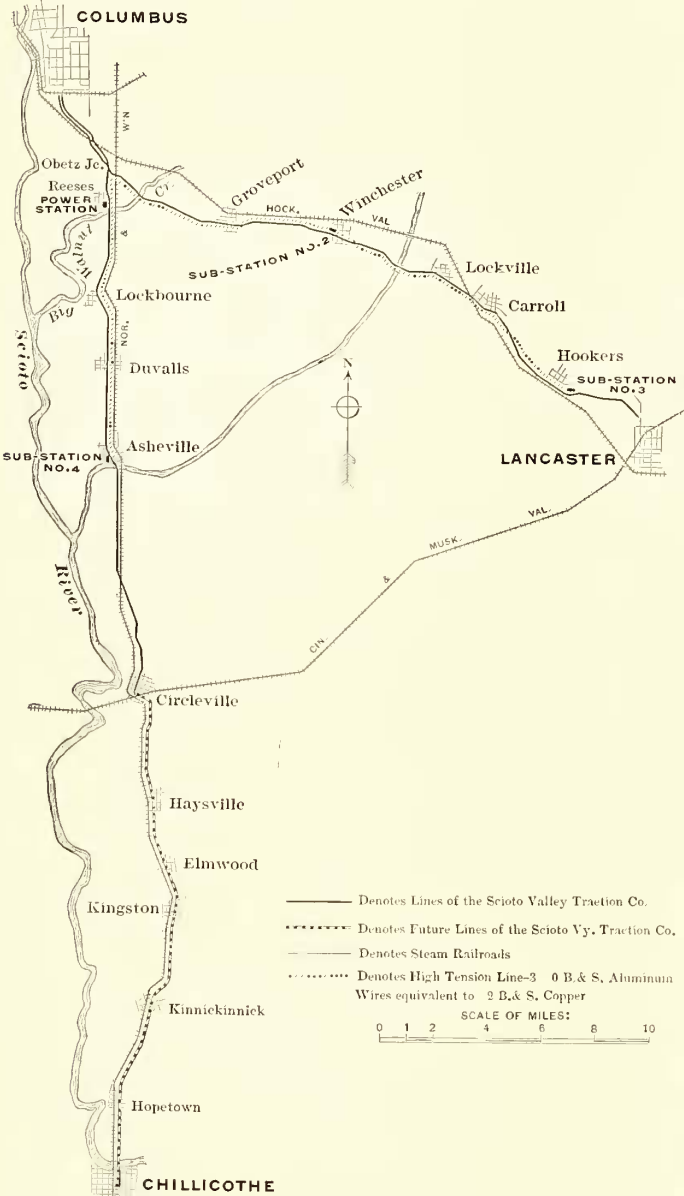 COLUMBUS
W.N
Obetz Jc.
Reeses
POWER
STATION
Cr.
Groveport
HOCK.
Winchester
VAL
&
Walnut
Big
SUB-STATION NO.2
Lockville
Lockbourne
Carroll
NOR.
Scioto
Duvalls
N
Hookers
SUB-STATION
NO.3
Asheville
SUB-STATION
NO.4
LANCASTER
CIN. & MUSK. VAL.
River
Circleville
Haysville
Elmwood
Kingston
Denotes Lines of the Scioto Valley Traction Co.
Denotes Future Lines of the Scioto Vy. Traction Co.
Denotes Steam Railroads
Denotes High Tension Line-3 0 B.& S. Aluminum
Wires equivalent to 2 B.& S. Copper
SCALE OF MILES:
0 1 2 4 6 8 10
Kinnickinnick
Hopetown
CHILLICOTHE